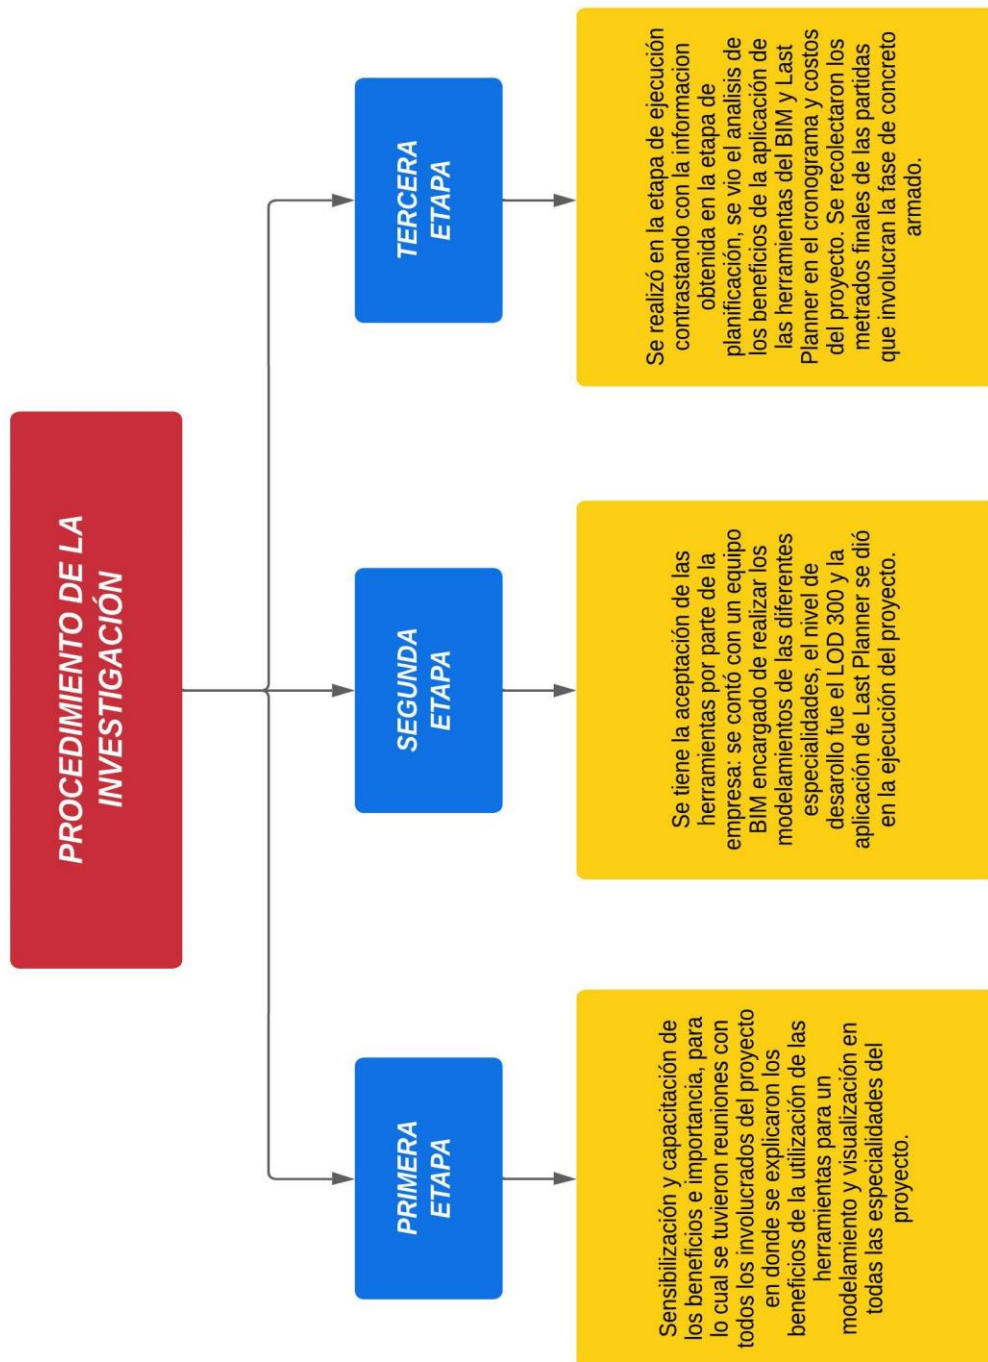 PROCEDIMIENTO DE LA
INVESTIGACIÓN
PRIMERA
ETAPA
Sensibilización y capacitación de
los beneficios e importancia, para
lo cual se tuvieron reuniones con
todos los involucrados del proyecto
en donde se explicaron los
beneficios de la utilización de las
herramientas para un
modelamiento y visualización en
todas las especialidades del
proyecto.
SEGUNDA
ETAPA
Se tiene la aceptación de las
herramientas por parte de la
empresa: se contó con un equipo
BIM encargado de realizar los
modelamientos de las diferentes
especialidades, el nivel de
desarollo fue el LOD 300 y la
aplicación de Last Planner se dió
en la ejecución del proyecto.
TERCERA
ETAPA
Se realizó en la etapa de ejecución
contrastando con la informacion
obtenida en la etapa de
planificación, se vio el analisis de
los beneficios de la aplicación de
las herramientas del BIM y Last
Planner en el cronograma y costos
del proyecto. Se recolectaron los
metrados finales de las partidas
que involucran la fase de concreto
armado.